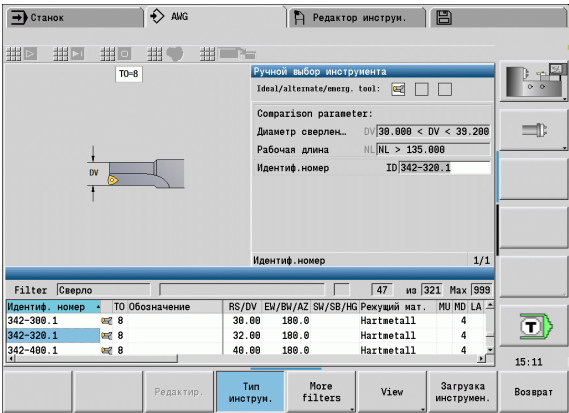 Станок
AWG
Редактор инструм.
TO=8
Ручной выбор инструмента
Ideal/alternate/emerg. tool:
Comparison parameter:
Диаметр сверлен… DV 30.000 < DV < 39.200
Рабочая длина NL NL > 135.000
Идентиф.номер ID 342-320.1
DV
Идентиф.номер 1/1
Filter Сверло 47 из 321 Max 999
Идентиф. номер TO Обозначение RS/DV EW/BW/AZ SW/SB/HG Режущий мат. MU MD LA
342-300.1 8 30.00 180.0 Hartmetall 4
342-320.1 8 32.00 180.0 Hartmetall 4
342-400.1 8 40.00 180.0 Hartmetall 4
T
15:11
Редактир.
Тип инструм.
More filters
View
Загрузка инструмен.
Возврат